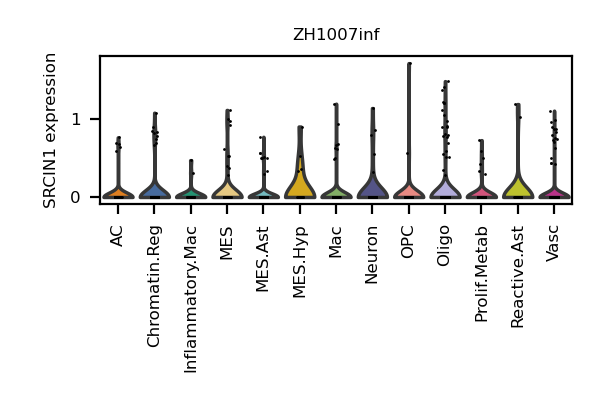 ZH1007inf
SRCIN1 expression
1
0
AC
Chromatin.Reg
Inflammatory.Mac
MES
MES.Ast
MES.Hyp
Mac
Neuron
OPC
Oligo
Prolif.Metab
Reactive.Ast
Vasc